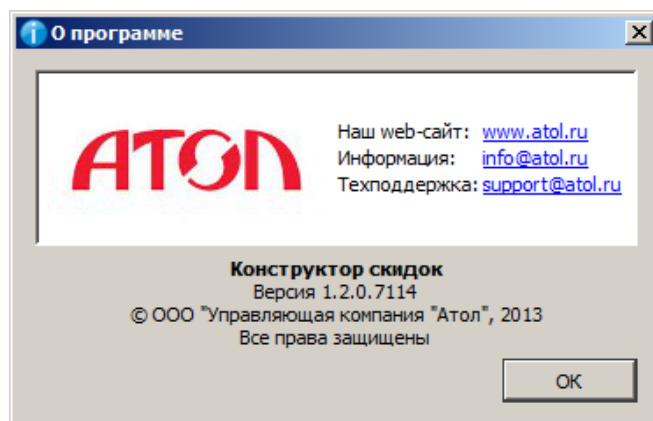 О программе
АТОЛ
Наш web-сайт: www.atol.ru
Информация: info@atol.ru
Техподдержка: support@atol.ru
Конструктор скидок
Версия 1.2.0.7114
© ООО "Управляющая компания "Атол", 2013
Все права защищены
ОК